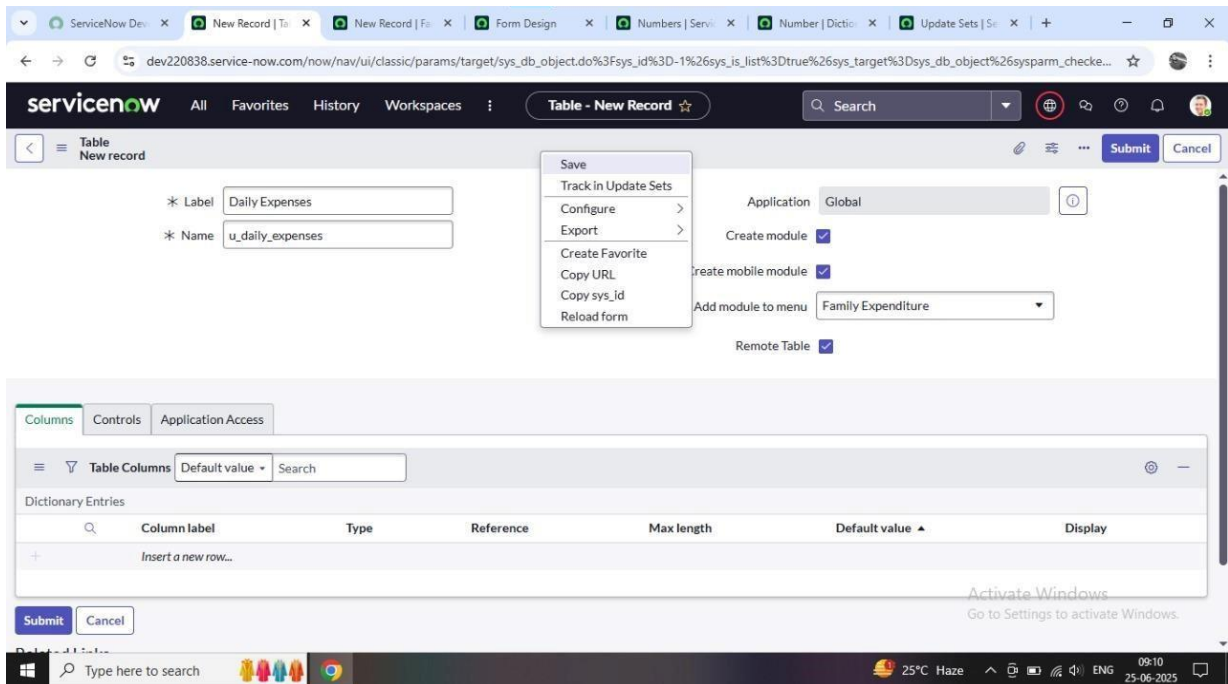 ServiceNow Dev
New Record | Ta
New Record | Fa
Form Design
Numbers | Servic
Number | Diction
Update Sets | Se
dev220838.service-now.com/now/nav/ui/classic/params/target/sys_db_object.do%3Fsys_id%3D-1%26sys_is_list%3Dtrue%26sys_target%3Dsys_db_object%26sysparm_checke...
servicenow All Favorites History Workspaces Table - New Record Search
Table
New record
Submit Cancel
Save
Track in Update Sets
Configure
Export
Create Favorite
Copy URL
Copy sys_id
Reload form
Label Daily Expenses
Name u_daily_expenses
Application Global
Create module
Create mobile module
Add module to menu Family Expenditure
Remote Table
Columns Controls Application Access
Table Columns Default value Search
Dictionary Entries
Column label Type Reference Max length Default value Display
Insert a new row...
Activate Windows
Go to Settings to activate Windows.
Submit Cancel
Related Links
Type here to search
25°C Haze
ENG
09:10
25-06-2025